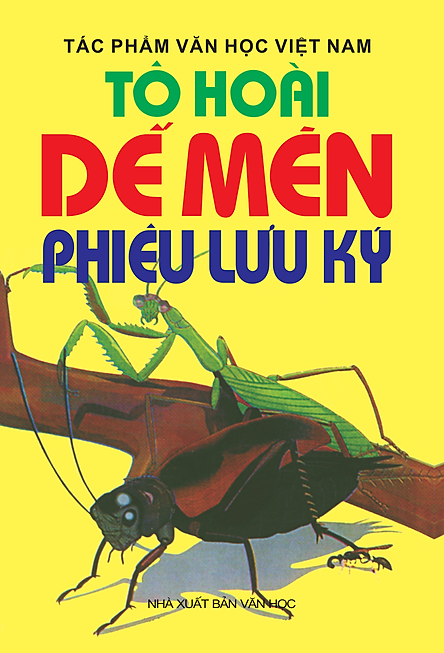 TÁC PHẨM VĂN HỌC VIỆT NAM
TÔ HOÀI
DẾ MÈN
PHIÊU LƯU KÝ
NHÀ XUẤT BẢN VĂN HỌC